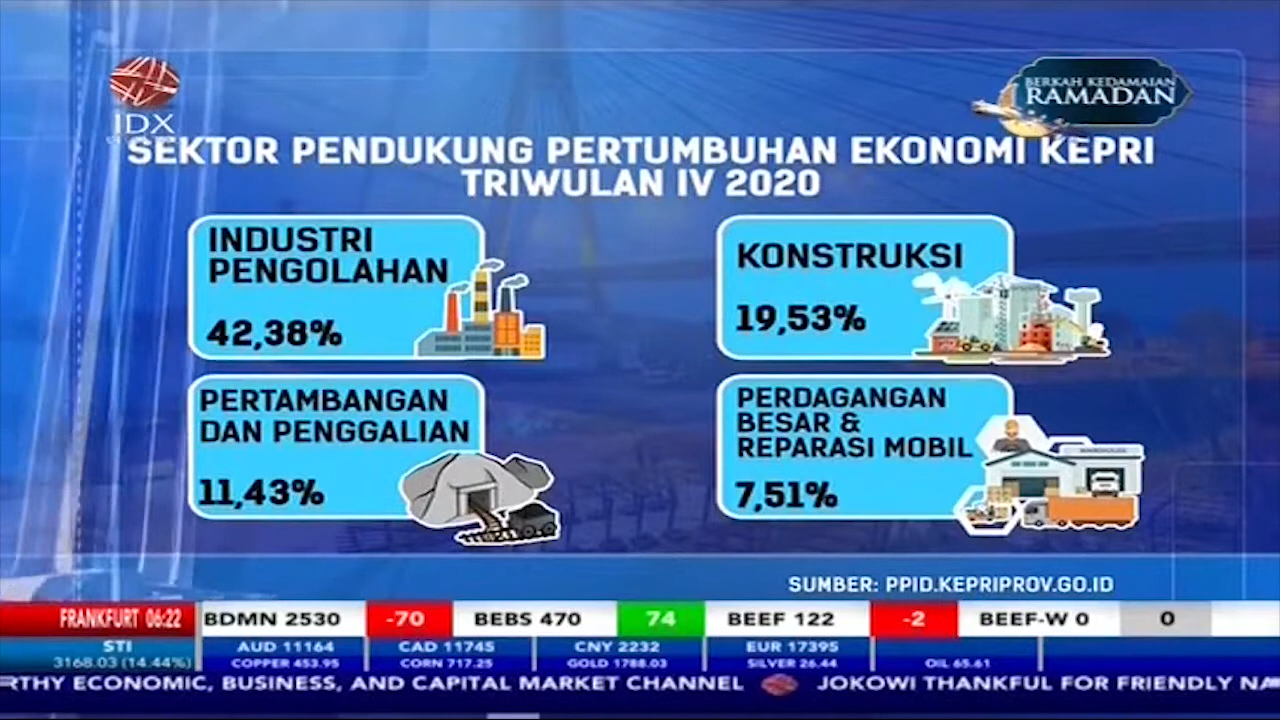 IDX
BERKAH KEDAMAIAN
RAMADAN
SEKTOR PENDUKUNG PERTUMBUHAN EKONOMI KEPRI
TRIWULAN IV 2020
INDUSTRI
PENGOLAHAN
42,38%
KONSTRUKSI
19,53%
PERTAMBANGAN
DAN PENGGALIAN
11,43%
PERDAGANGAN
BESAR &
REPARASI MOBIL
7,51%
WAREHOUSE
SUMBER: PPID.KEPRIPROV.GO.ID
FRANKFURT 06:22 BDMN 2530 -70 BEBS 470 74 BEEF 122 -2 BEEF-W 0 0
STI AUD 11164 CAD 11745 CNY 2232 EUR 17395
3168.03 (14.44%) COPPER 453.95 CORN 717.25 GOLD 1788.03 SILVER 26.44 OIL 65.61
RTHY ECONOMIC, BUSINESS, AND CAPITAL MARKET CHANNEL JOKOWI THANKFUL FOR FRIENDLY NA